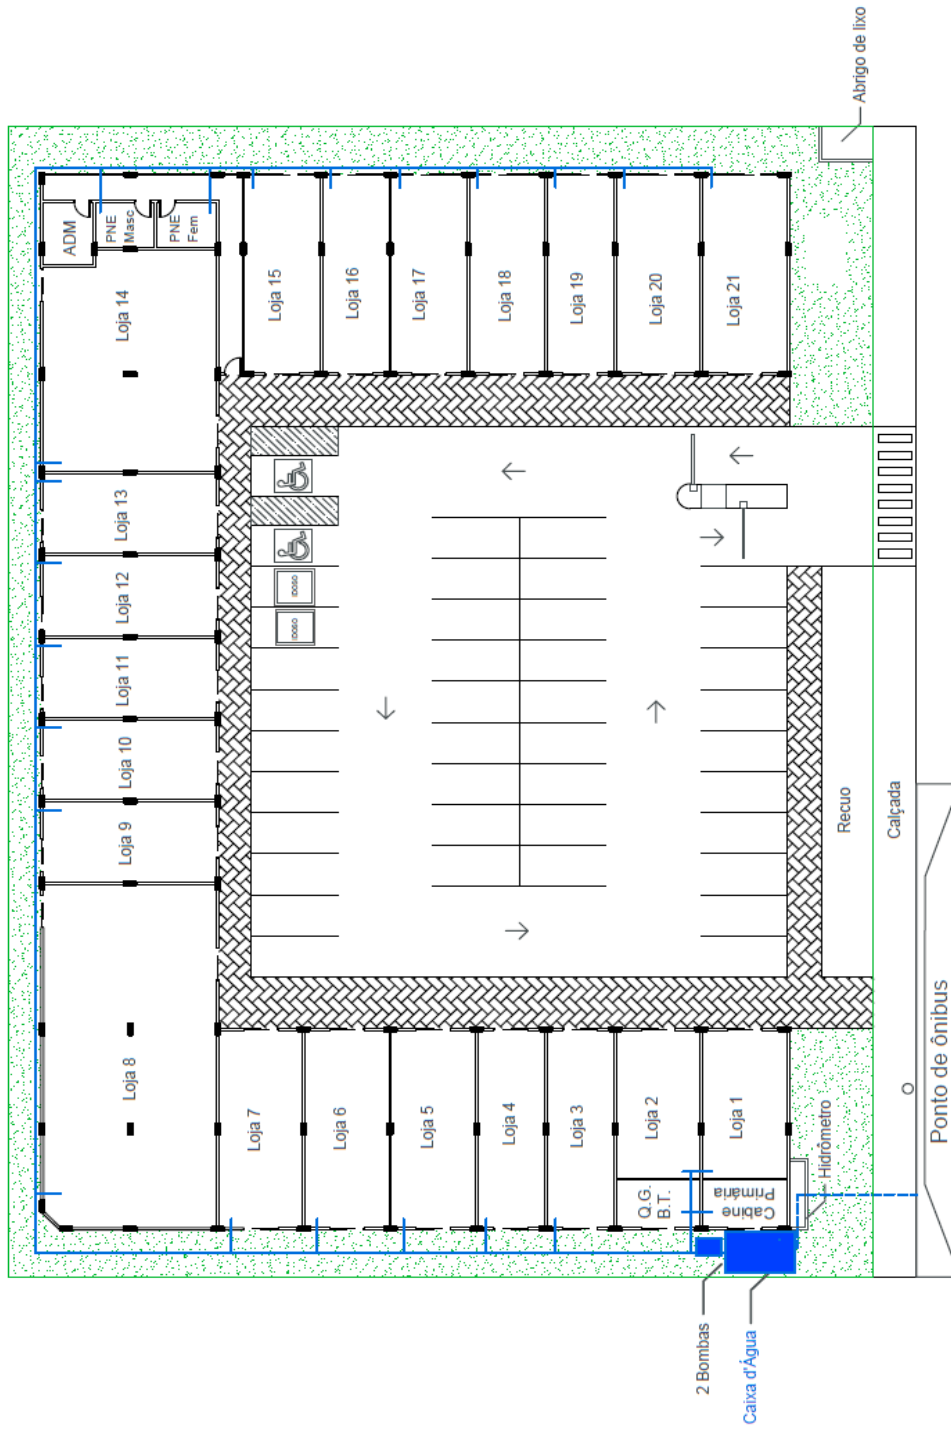 Abrigo de lixo
ADM
PNE
Masc
PNE
Fem
Loja 14
Loja 15
Loja 16
Loja 17
Loja 18
Loja 19
Loja 20
Loja 21
Loja 13
Loja 12
Loja 11
Loja 10
Loja 9
Loja 8
IDOSO
IDOSO
Recuo
Calçada
Ponto de ônibus
Loja 7
Loja 6
Loja 5
Loja 4
Loja 3
Loja 2
Loja 1
Q.G.
B.T.
Cabine
Primária
Hidrômetro
2 Bombas
Caixa d'Água